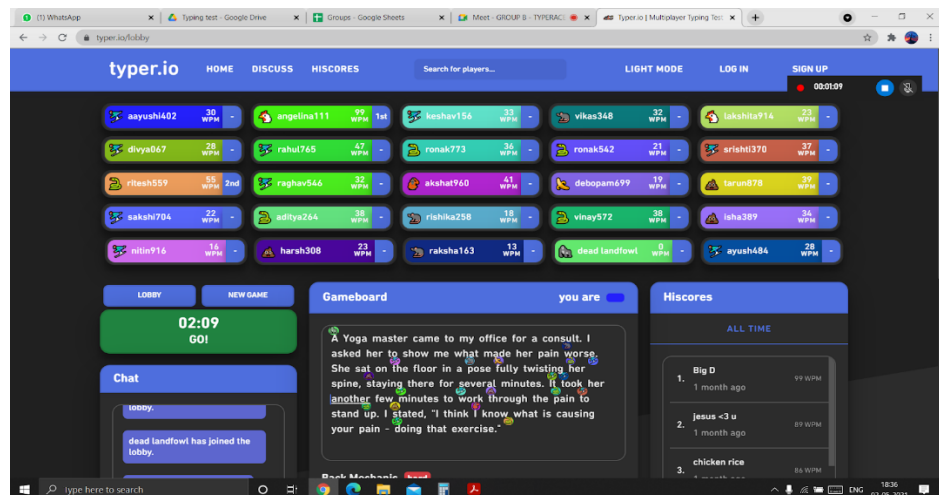 (1) WhatsApp
Typing test - Google Drive
Groups - Google Sheets
Meet - GROUP B - TYPERAC
Typer.io | Multiplayer Typing Tes
typer.io/lobby
typer.io HOME DISCUSS HISCORES Search for players... LIGHT MODE LOG IN SIGN UP
00:01:09
aayushi402 30 WPM -
angelina111 99 WPM 1st
keshav156 33 WPM -
vikas348 32 WPM -
lakshita914 23 WPM -
divya067 28 WPM -
rahul765 47 WPM -
ronak773 36 WPM -
ronak542 21 WPM -
srishti370 37 WPM -
ritesh559 55 WPM 2nd
raghav546 32 WPM -
akshat960 41 WPM -
debopam699 19 WPM -
tarun878 39 WPM -
sakshi704 22 WPM -
aditya264 38 WPM -
rishika258 18 WPM -
vinay572 38 WPM -
isha389 34 WPM -
nitin916 16 WPM -
harsh308 23 WPM -
raksha163 13 WPM -
dead landfowl 0 WPM -
ayush484 28 WPM -
LOBBY NEW GAME
02:09
GO!
Chat
lobby.
dead landfowl has joined the
lobby.
Gameboard you are
A Yoga master came to my office for a consult. I
asked her to show me what made her pain worse.
She sat on the floor in a pose fully twisting her
spine, staying there for several minutes. It took her
another few minutes to work through the pain to
stand up. I stated, "I think I know what is causing
your pain - doing that exercise."
Back Mechanic hard
Hiscores
ALL TIME
1. Big D 99 WPM
1 month ago
2. jesus <3 u 89 WPM
1 month ago
3. chicken rice 86 WPM
1 month ago
Type here to search
ENG
18:36
02-05-2021